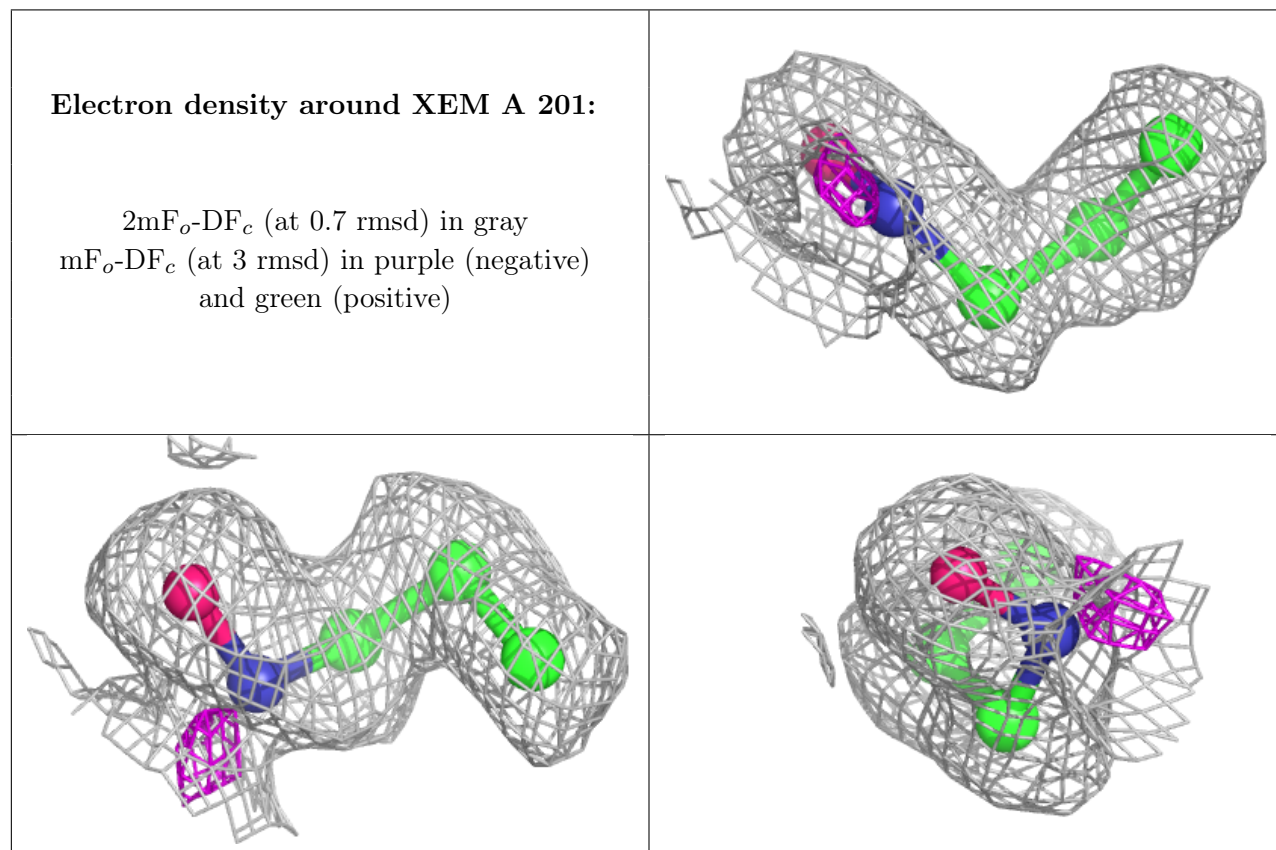 Electron density around XEM A 201:
2mFo-DFc (at 0.7 rmsd) in gray
mFo-DFc (at 3 rmsd) in purple (negative)
and green (positive)